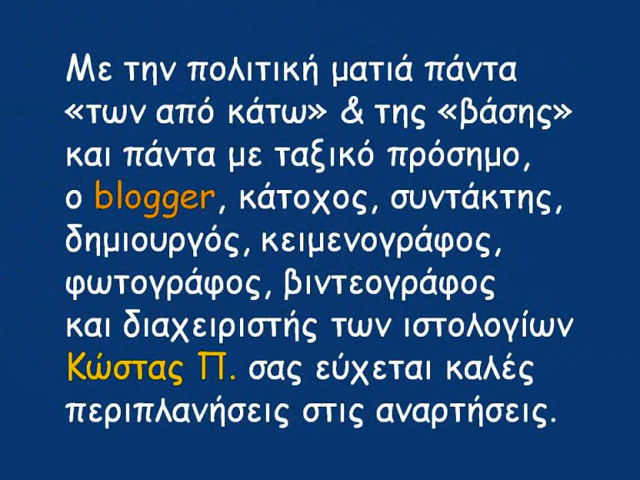 Με την πολιτική ματιά πάντα
«των από κάτω» & της «βάσης»
και πάντα με ταξικό πρόσημο,
ο blogger, κάτοχος, συντάκτης,
δημιουργός, κειμενογράφος,
φωτογράφος, βιντεογράφος
και διαχειριστής των ιστολογίων
Κώστας Π. σας εύχεται καλές
περιπλανήσεις στις αναρτήσεις.